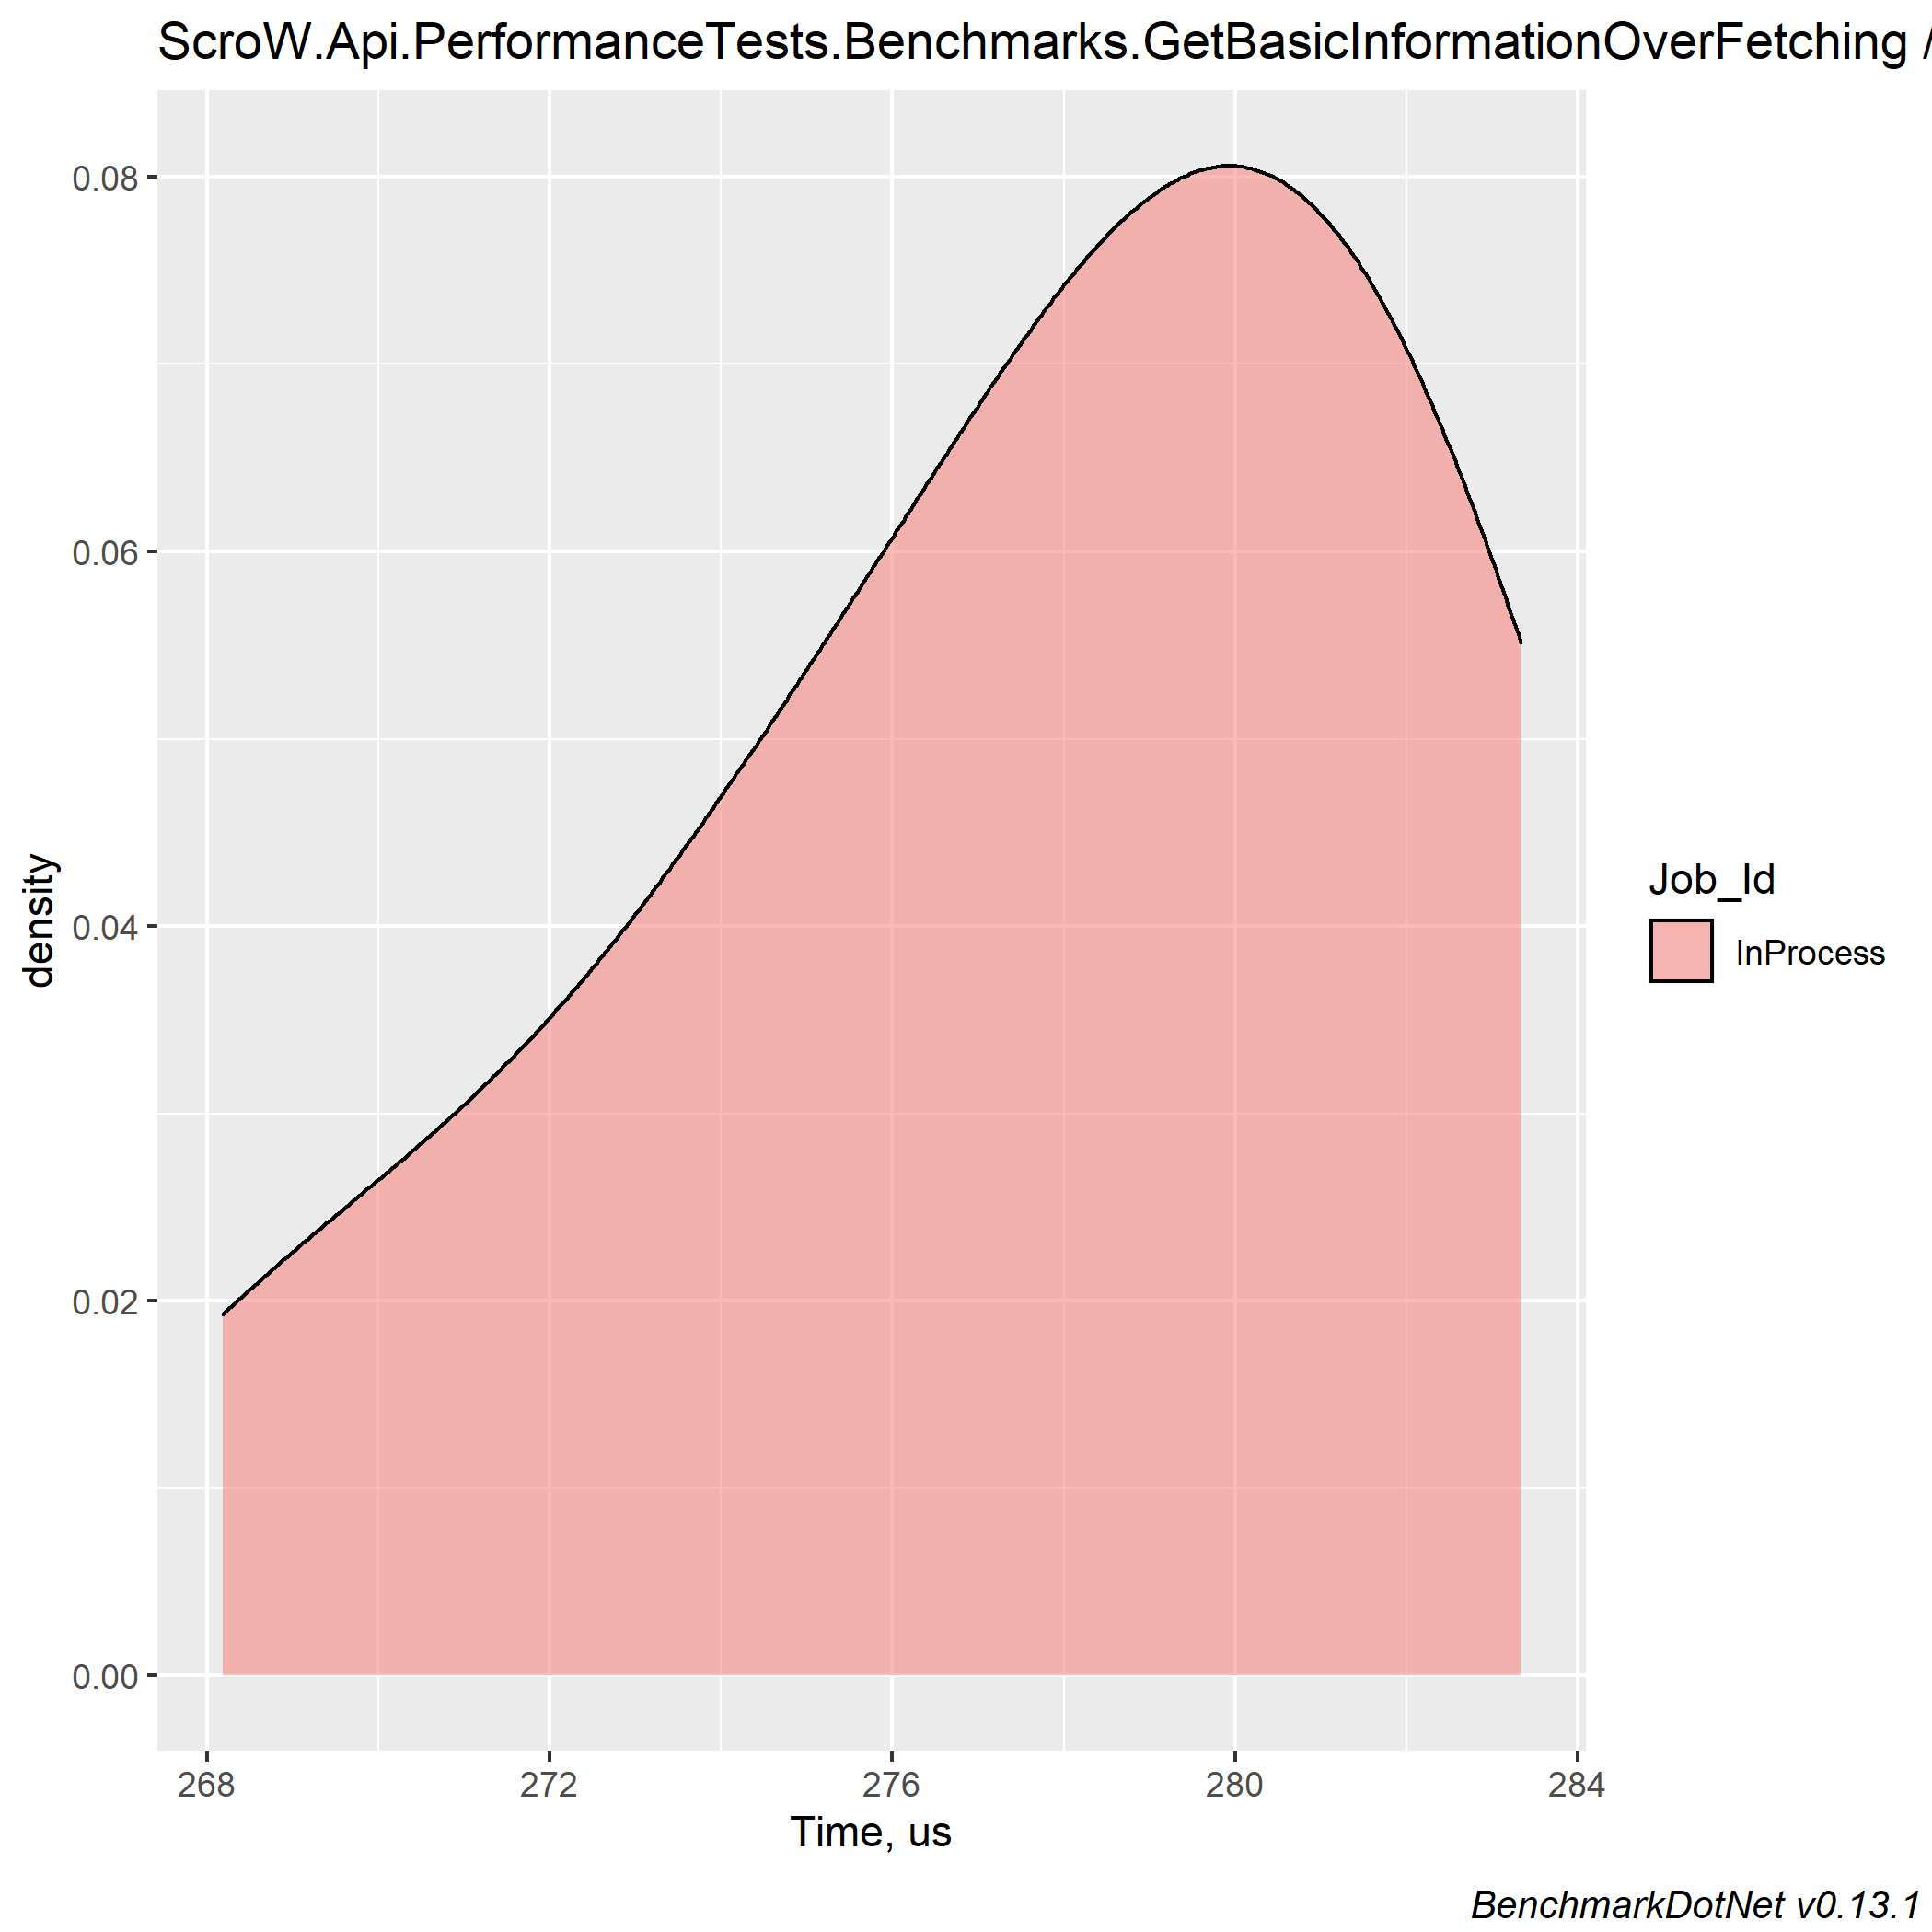 ScroW.Api.PerformanceTests.Benchmarks.GetBasicInformationOverFetching /
0.08
0.06
0.04
0.02
0.00
density
268 272 276 280 284
Time, us
Job_Id
InProcess
BenchmarkDotNet v0.13.1